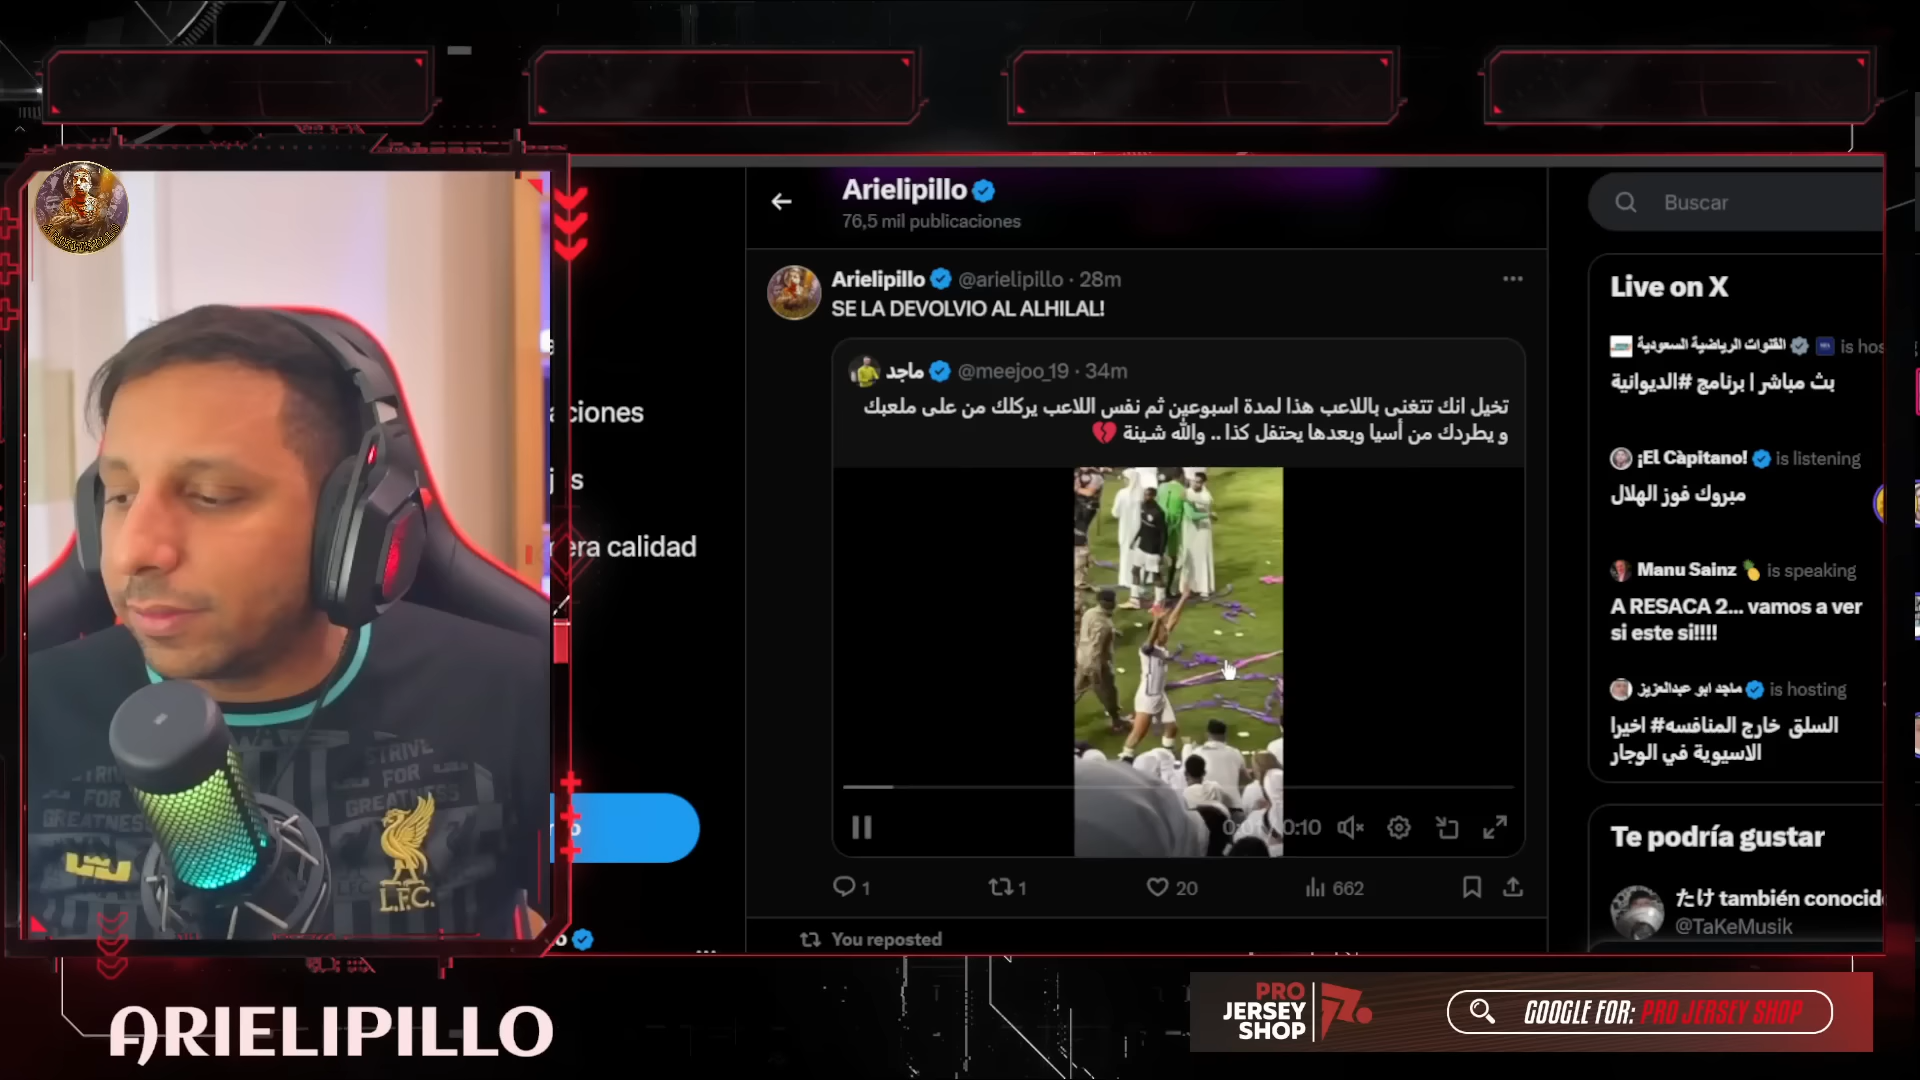 Arielipillo
76,5 mil publicaciones
Buscar
Arielipillo @arielipillo · 28m
SE LA DEVOLVIO AL ALHILAL!
ماجد @meejoo_19 · 34m
تخيل انك تتغنى باللاعب هذا لمدة اسبوعين ثم نفس اللاعب يركلك من على ملعبك
و يطردك من أسيا وبعدها يحتفل كذا .. والله شينة 💔
0:10
1
1
20
662
You reposted
Live on X
القنوات الرياضية السعودية is hos
بث مباشر | برنامج #الديوانية
¡El Càpitano! is listening
مبروك فوز الهلال
Manu Sainz 🍍 is speaking
A RESACA 2... vamos a ver
si este si!!!!
ماجد ابو عبدالعزيز is hosting
السلق خارج المنافسه# اخيرا
الاسيوية في الوجار
Te podría gustar
たけ también conocid
@TaKeMusik
ciones
s
era calidad
STRIVE
FOR
GREATNESS
L.F.C.
ARIELIPILLO
PRO
JERSEY
SHOP
GOOGLE FOR: PRO JERSEY SHOP